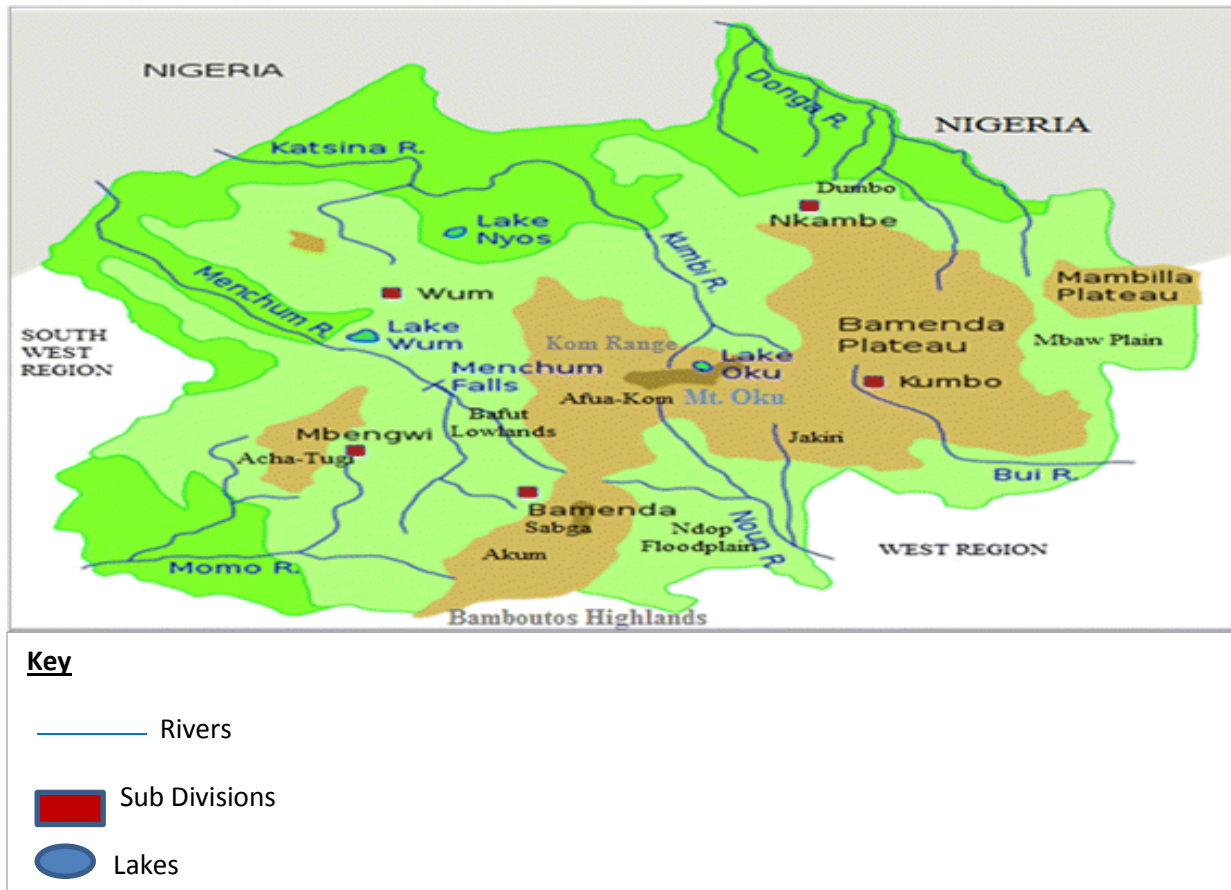 NIGERIA
Donga R.
NIGERIA
Katsina R.
Dumbo
Nkambe
Lake
Nyos
Kumbi R.
Mambilla
Plateau
Menchum R.
Wum
SOUTH
WEST
REGION
Lake
Wum
Bamenda
Plateau
Mbaw Plain
Kom Range
Lake
Oku
Menchum
Falls
Kumbo
Afua-Kom
Mt. Oku
Bafut
Lowlands
Mbengwi
Jakiri
Acha-Tugi
Bui R.
Bamenda
Sabga
Ndop
Floodplain
Noun R.
WEST REGION
Akum
Momo R.
Bamboutos Highlands
Key
Rivers
Sub Divisions
Lakes